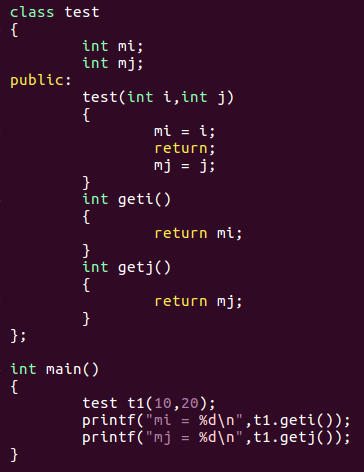 class test
{
        int mi;
        int mj;
public:
        test(int i,int j)
        {
                mi = i;
                return;
                mj = j;
        }
        int geti()
        {
                return mi;
        }
        int getj()
        {
                return mj;
        }
};

int main()
{
        test t1(10,20);
        printf("mi = %d\n",t1.geti());
        printf("mj = %d\n",t1.getj());
}